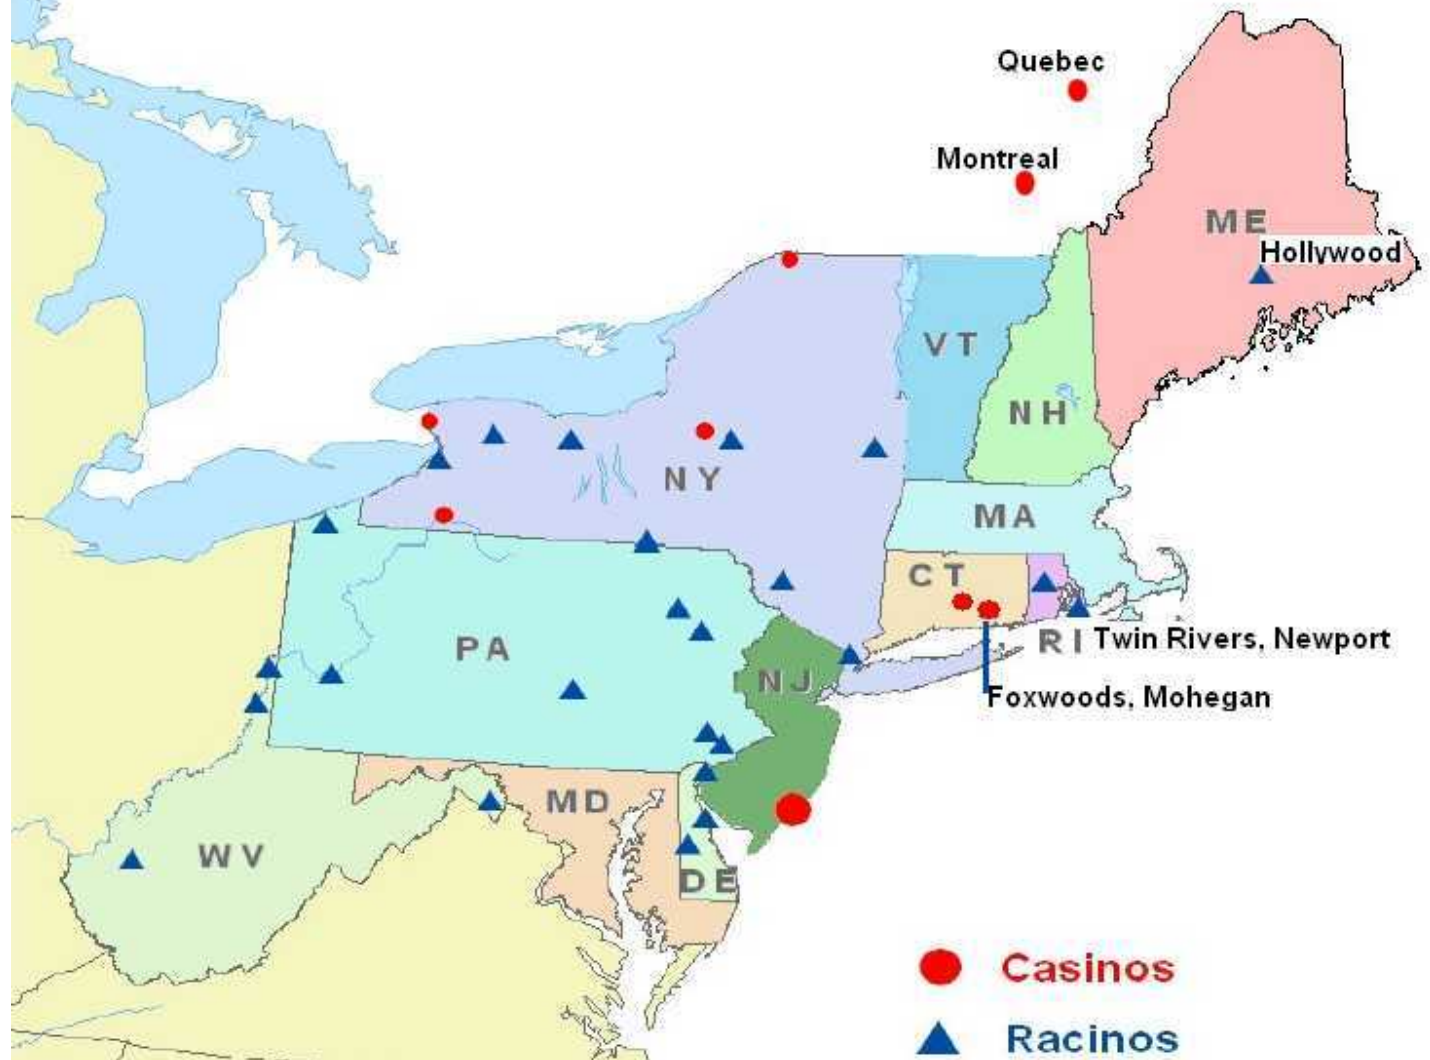 Quebec
Montreal
ME
Hollywood
VT
NH
NY
MA
CT
RI Twin Rivers, Newport
PA
NJ
Foxwoods, Mohegan
MD
WV
DE
Casinos
Racinos